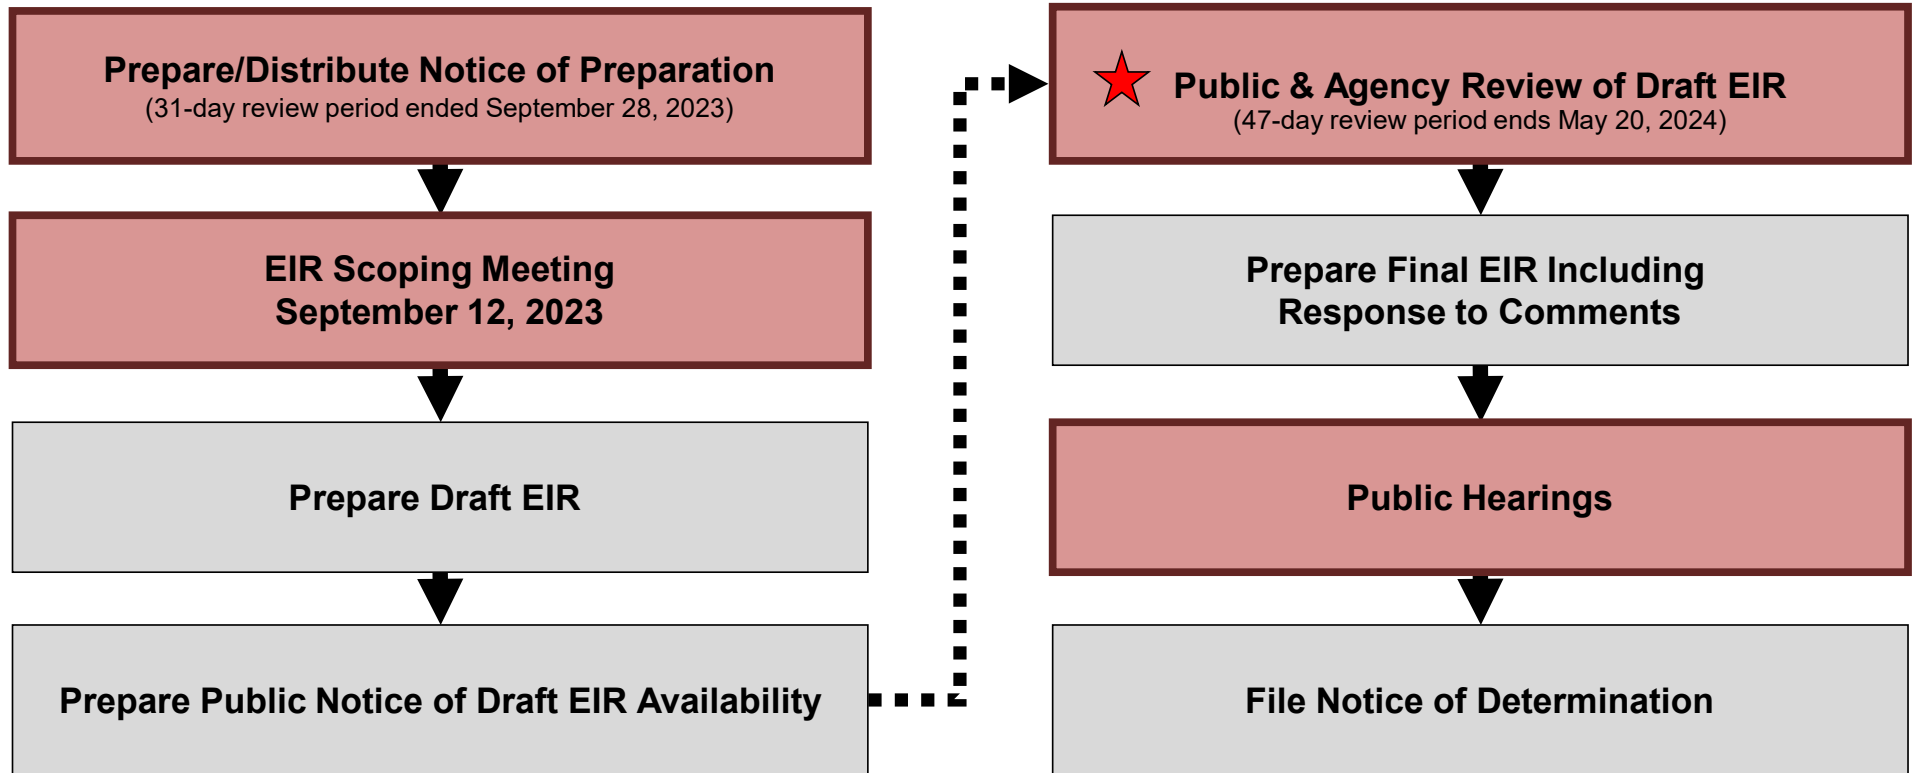 Prepare/Distribute Notice of Preparation
(31-day review period ended September 28, 2023)
EIR Scoping Meeting
September 12, 2023
Prepare Draft EIR
Prepare Public Notice of Draft EIR Availability
Public & Agency Review of Draft EIR
(47-day review period ends May 20, 2024)
Prepare Final EIR Including
Response to Comments
Public Hearings
File Notice of Determination